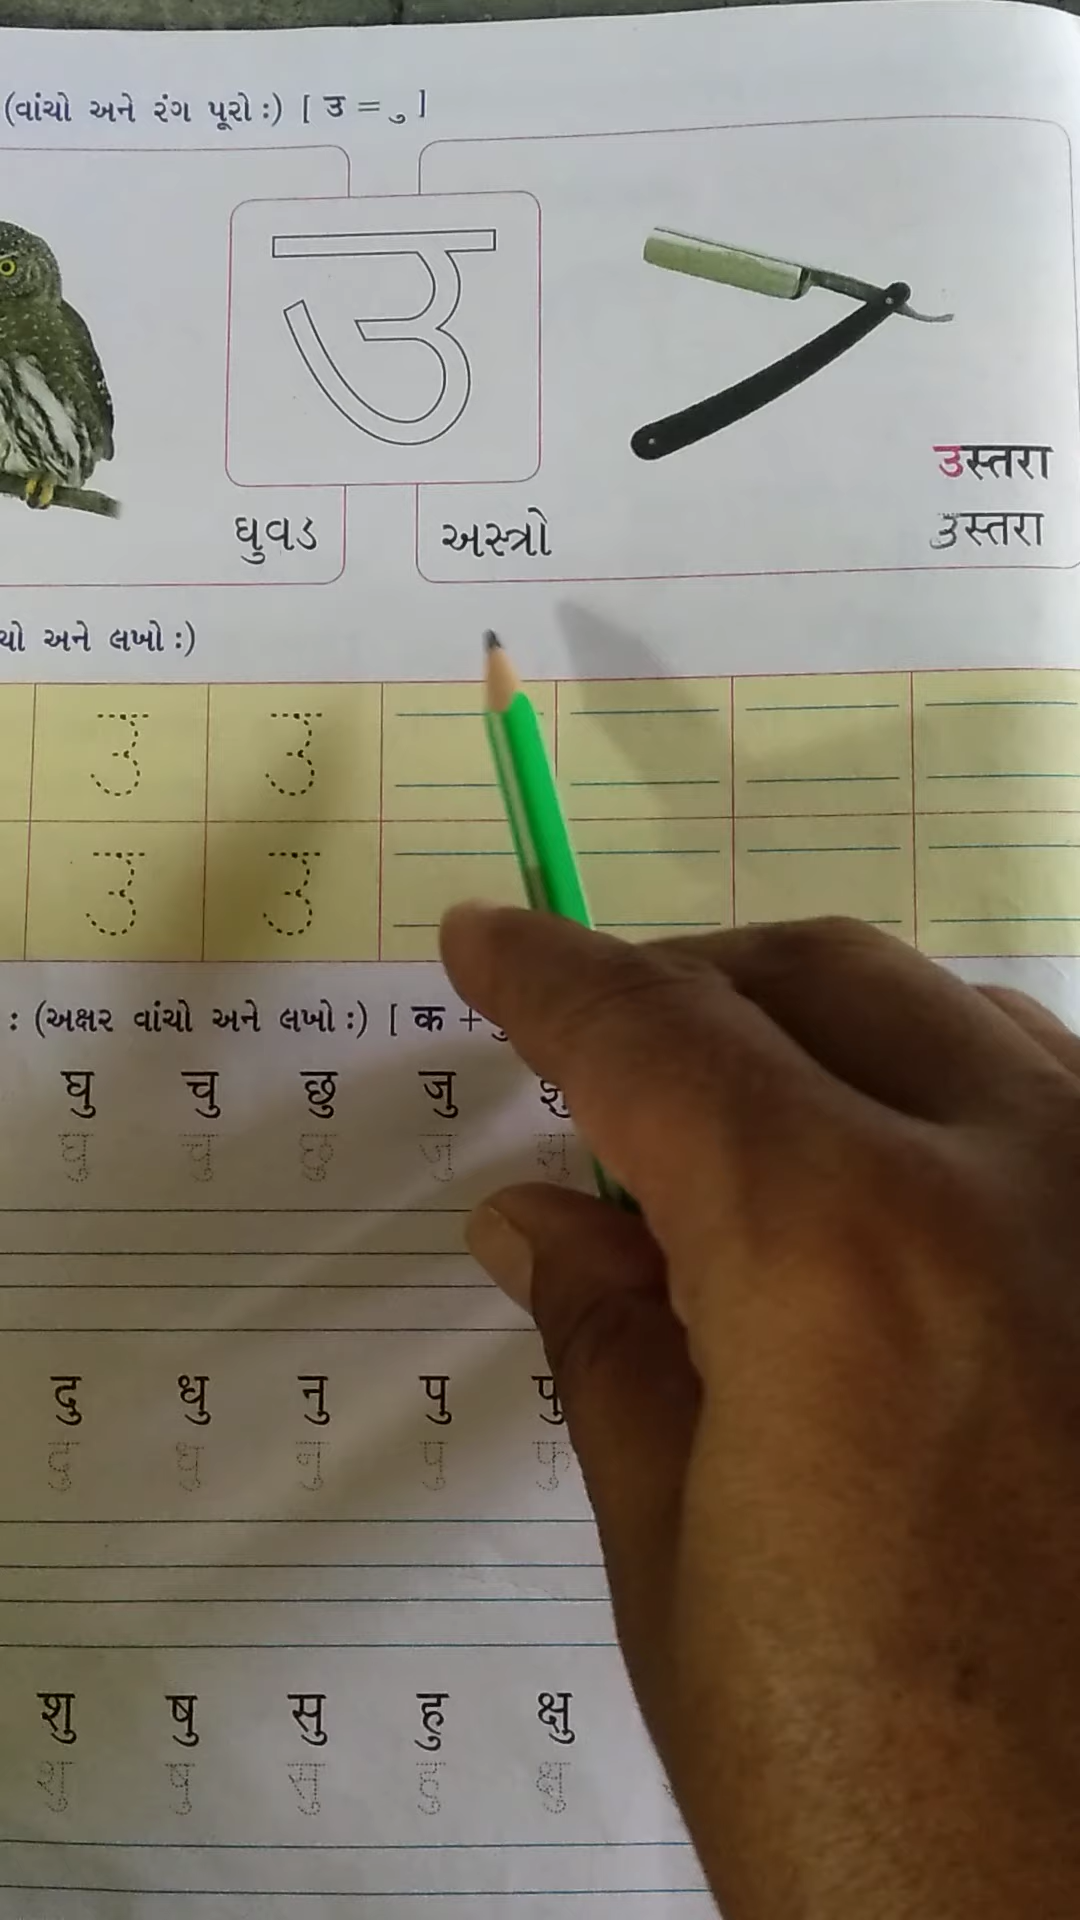 (વાંચો અને રંગ પૂરો :) [ उ = ु ]
उ
उस्तरा
ઘુવડ અસ્ત્રો उस्तरा
અને લખો :)
उ उ
उ उ
: (અક્ષર વાંચો અને લખો :) [ क +
घु चु छु जु
घु चु छु जु झु
दु धु नु पु
दु धु नु पु फु
शु षु सु हु क्षु
शु षु सु हु क्षु